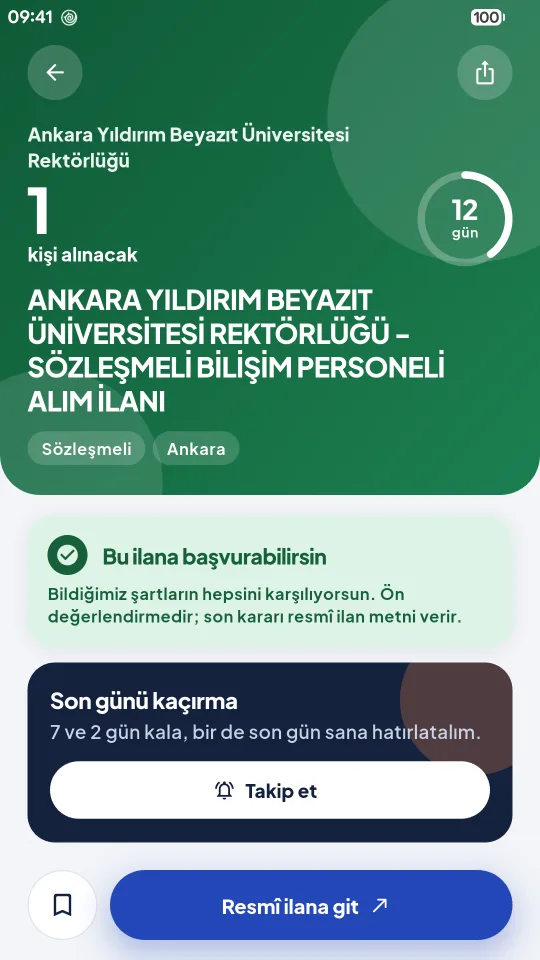 09:41
100
Ankara Yıldırım Beyazıt Üniversitesi
Rektörlüğü
1
kişi alınacak
12
gün
ANKARA YILDIRIM BEYAZIT
ÜNİVERSİTESİ REKTÖRLÜĞÜ –
SÖZLEŞMELİ BİLİŞİM PERSONELİ
ALIM İLANI
Sözleşmeli
Ankara
Bu ilana başvurabilirsin
Bildiğimiz şartların hepsini karşılıyorsun. Ön
değerlendirmedir; son kararı resmî ilan metni verir.
Son günü kaçırma
7 ve 2 gün kala, bir de son gün sana hatırlatalım.
Takip et
Resmî ilana git